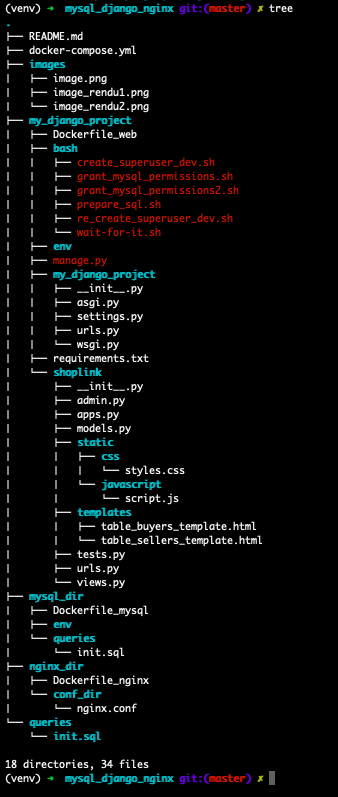 (venv) ➜  mysql_django_nginx git:(master) ✗ tree
.
├── README.md
├── docker-compose.yml
├── images
│   ├── image.png
│   ├── image_rendu1.png
│   └── image_rendu2.png
├── my_django_project
│   ├── Dockerfile_web
│   ├── bash
│   │   ├── create_superuser_dev.sh
│   │   ├── grant_mysql_permissions.sh
│   │   ├── grant_mysql_permissions2.sh
│   │   ├── prepare_sql.sh
│   │   ├── re_create_superuser_dev.sh
│   │   └── wait-for-it.sh
│   ├── env
│   ├── manage.py
│   ├── my_django_project
│   │   ├── __init__.py
│   │   ├── asgi.py
│   │   ├── settings.py
│   │   ├── urls.py
│   │   └── wsgi.py
│   ├── requirements.txt
│   └── shoplink
│       ├── __init__.py
│       ├── admin.py
│       ├── apps.py
│       ├── models.py
│       ├── static
│       │   ├── css
│       │   │   └── styles.css
│       │   └── javascript
│       │       └── script.js
│       ├── templates
│       │   ├── table_buyers_template.html
│       │   └── table_sellers_template.html
│       ├── tests.py
│       ├── urls.py
│       └── views.py
├── mysql_dir
│   ├── Dockerfile_mysql
│   ├── env
│   └── queries
│       └── init.sql
├── nginx_dir
│   ├── Dockerfile_nginx
│   └── conf_dir
│       └── nginx.conf
└── queries
    └── init.sql

18 directories, 34 files
(venv) ➜  mysql_django_nginx git:(master) ✗